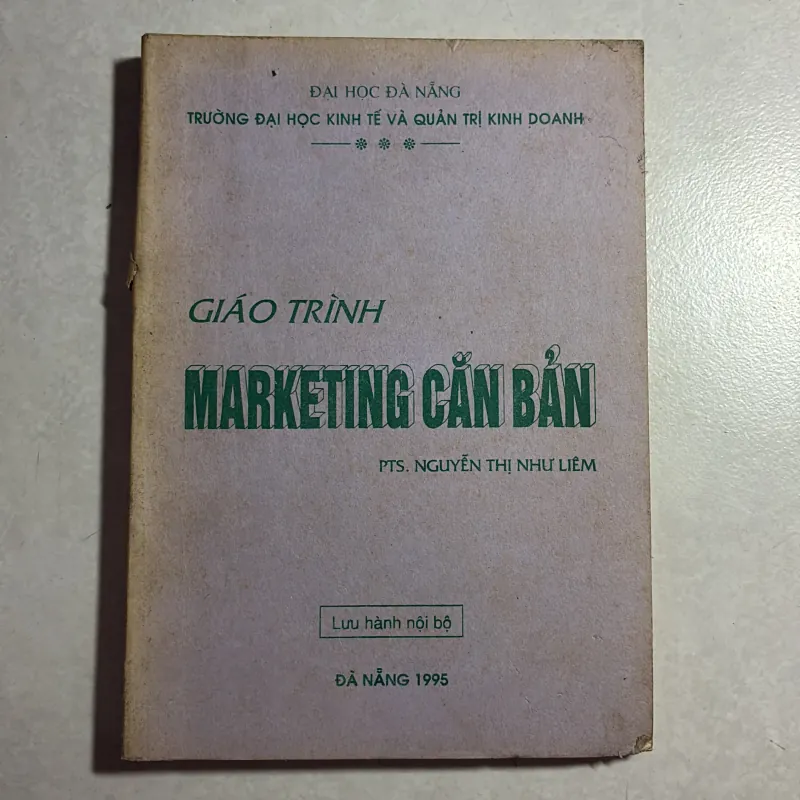 ĐẠI HỌC ĐÀ NẴNG
TRƯỜNG ĐẠI HỌC KINH TẾ VÀ QUẢN TRỊ KINH DOANH
GIÁO TRÌNH
MARKETING CĂN BẢN
PTS. NGUYỄN THỊ NHƯ LIÊM
Lưu hành nội bộ
ĐÀ NẴNG 1995